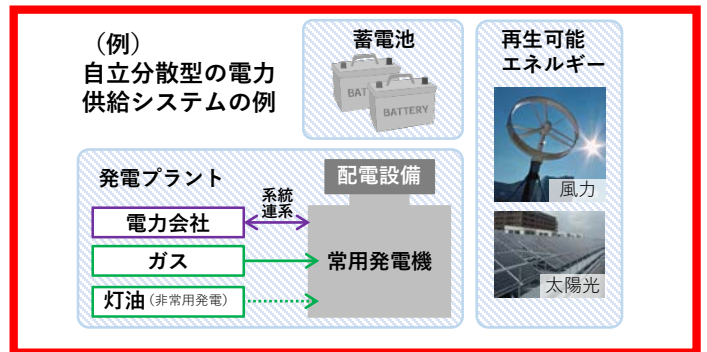 （例）
自立分散型の電力
供給システムの例
蓄電池
BATTERY
再生可能
エネルギー
風力
太陽光
発電プラント
配電設備
系統
連系
電力会社
ガス
灯油（非常用発電）
常用発電機